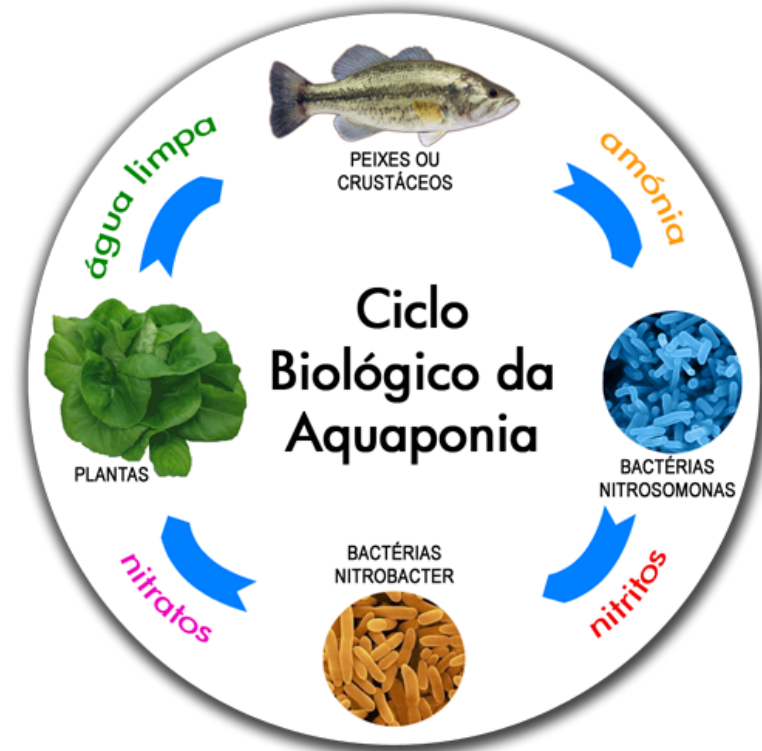 PEIXES OU
CRUSTÁCEOS
amónia
BACTÉRIAS
NITROSOMONAS
nitritos
BACTÉRIAS
NITROBACTER
nitratos
PLANTAS
água limpa
Ciclo
Biológico da
Aquaponia